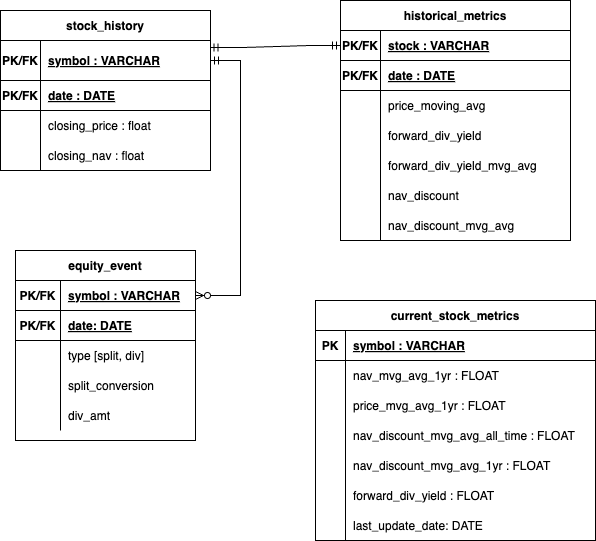 stock_history
PK/FK symbol : VARCHAR
PK/FK date : DATE
closing_price : float
closing_nav : float
historical_metrics
PK/FK stock : VARCHAR
PK/FK date : DATE
price_moving_avg
forward_div_yield
forward_div_yield_mvg_avg
nav_discount
nav_discount_mvg_avg
equity_event
PK/FK symbol : VARCHAR
PK/FK date: DATE
type [split, div]
split_conversion
div_amt
current_stock_metrics
PK symbol : VARCHAR
nav_mvg_avg_1yr : FLOAT
price_mvg_avg_1yr : FLOAT
nav_discount_mvg_avg_all_time : FLOAT
nav_discount_mvg_avg_1yr : FLOAT
forward_div_yield : FLOAT
last_update_date: DATE